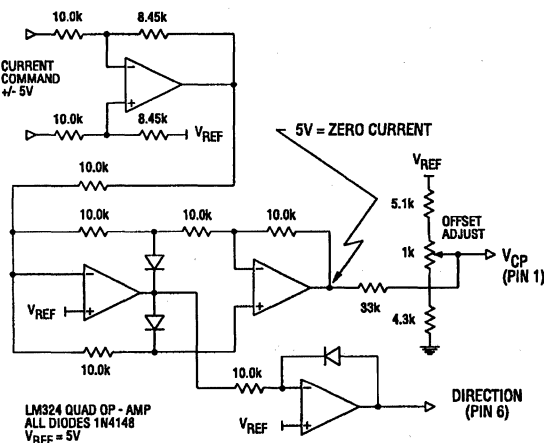 10.0k
8.45k
CURRENT
COMMAND
+/- 5V
−
+
10.0k
8.45k
VREF
5V = ZERO CURRENT
10.0k
VREF
5.1k
OFFSET
ADJUST
1k
VCP
(PIN 1)
10.0k
10.0k
10.0k
−
+
VREF
−
+
33k
4.3k
10.0k
10.0k
−
+
VREF
DIRECTION
(PIN 6)
LM324 QUAD OP - AMP
ALL DIODES 1N4148
VREF = 5V